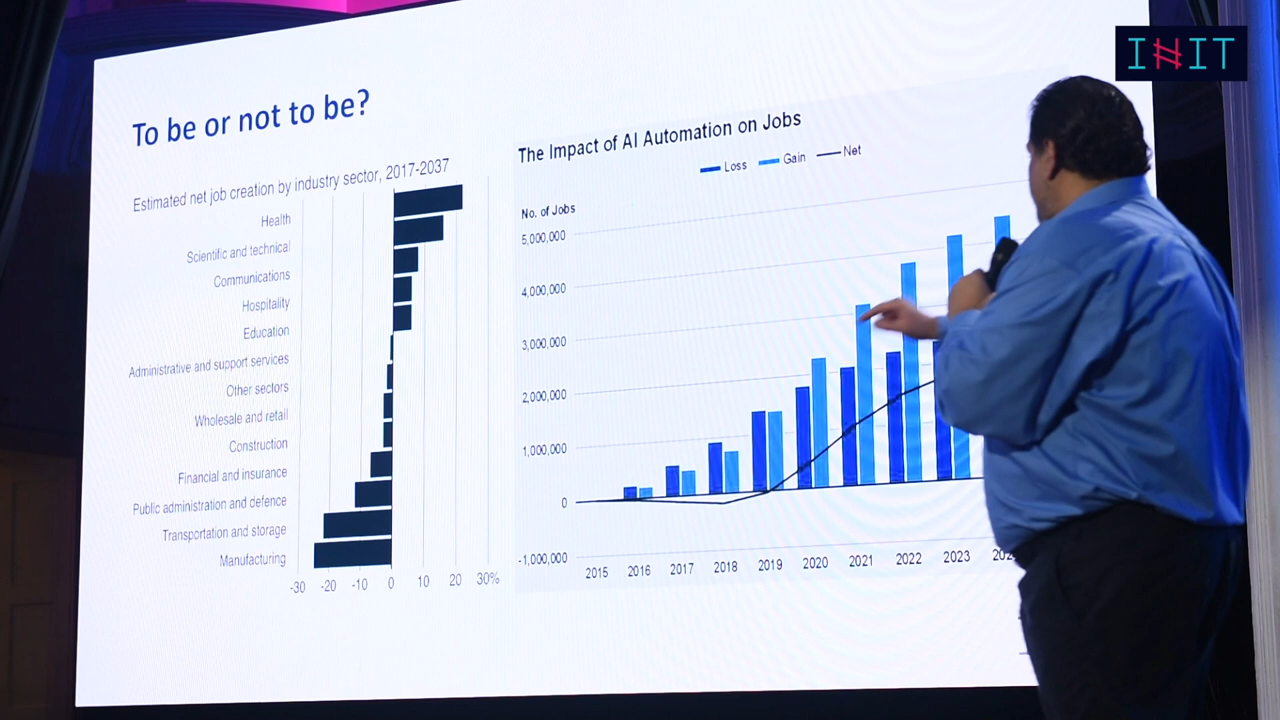 INIT
To be or not to be?
Estimated net job creation by industry sector, 2017-2037
Health
Scientific and technical
Communications
Hospitality
Education
Administrative and support services
Other sectors
Wholesale and retail
Construction
Financial and insurance
Public administration and defence
Transportation and storage
Manufacturing
-30 -20 -10 0 10 20 30%
The Impact of AI Automation on Jobs
Loss Gain Net
No. of Jobs
5,000,000
4,000,000
3,000,000
2,000,000
1,000,000
0
-1,000,000
2015 2016 2017 2018 2019 2020 2021 2022 2023